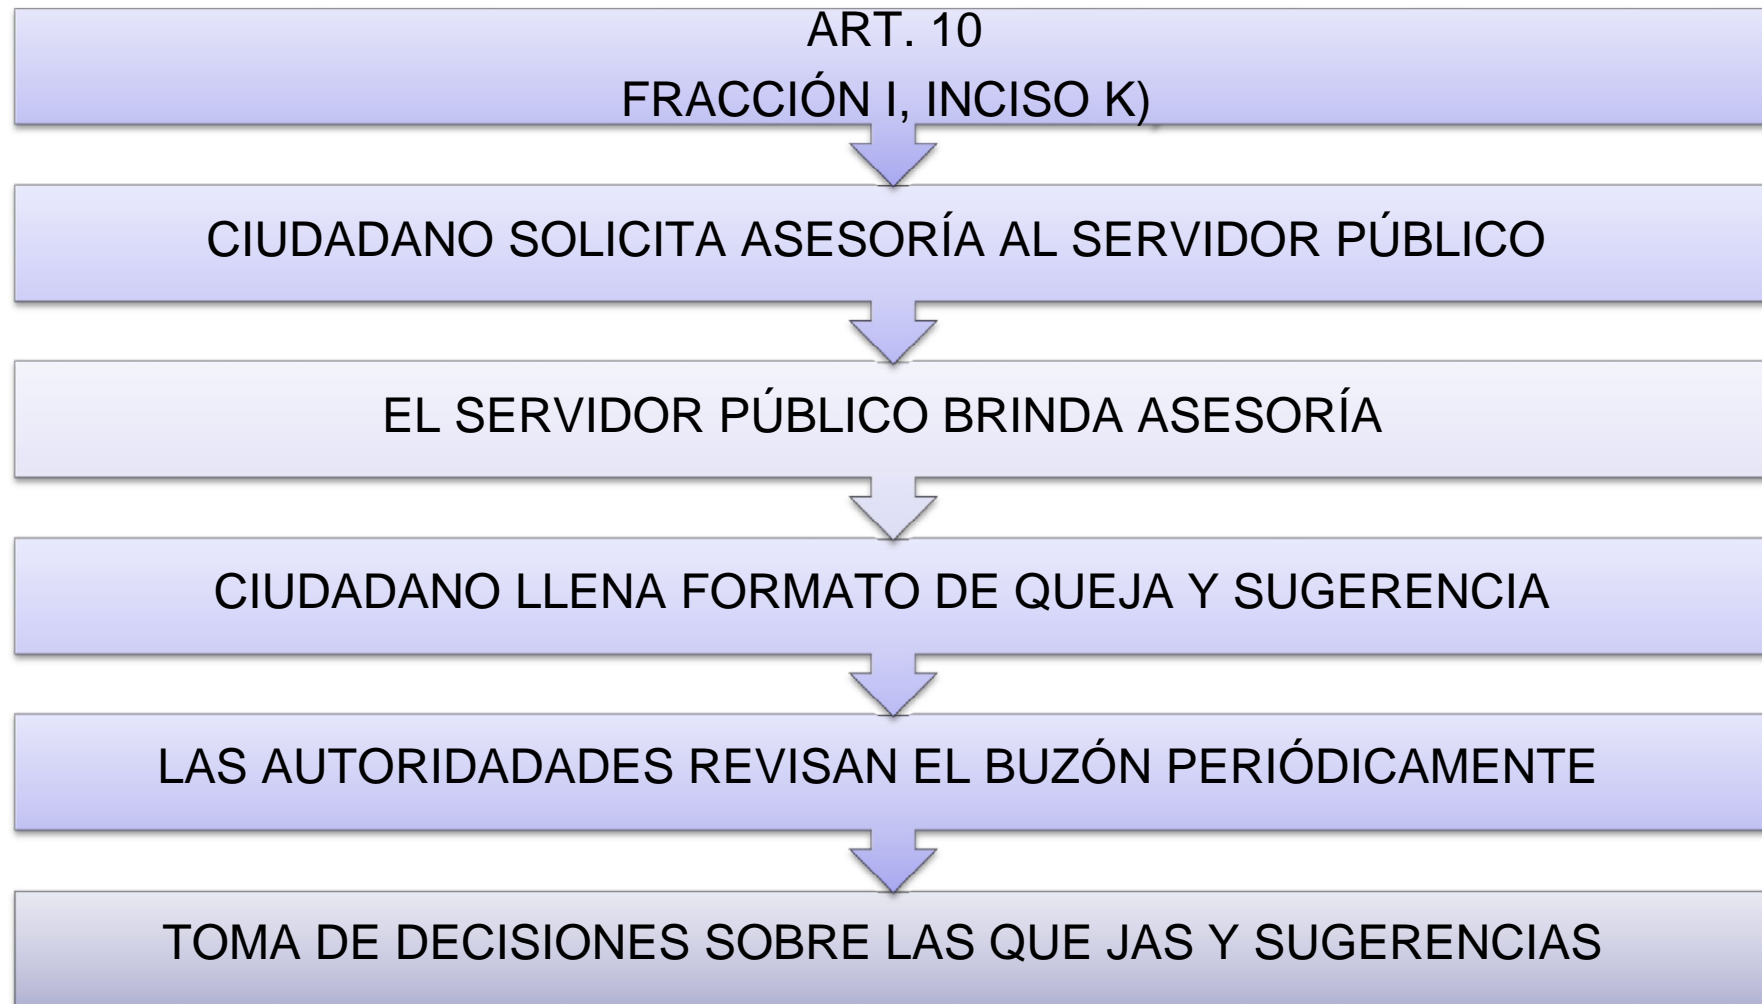 ART. 10
FRACCIÓN I, INCISO K)
CIUDADANO SOLICITA ASESORÍA AL SERVIDOR PÚBLICO
EL SERVIDOR PÚBLICO BRINDA ASESORÍA
CIUDADANO LLENA FORMATO DE QUEJA Y SUGERENCIA
LAS AUTORIDADADES REVISAN EL BUZÓN PERIÓDICAMENTE
TOMA DE DECISIONES SOBRE LAS QUE JAS Y SUGERENCIAS